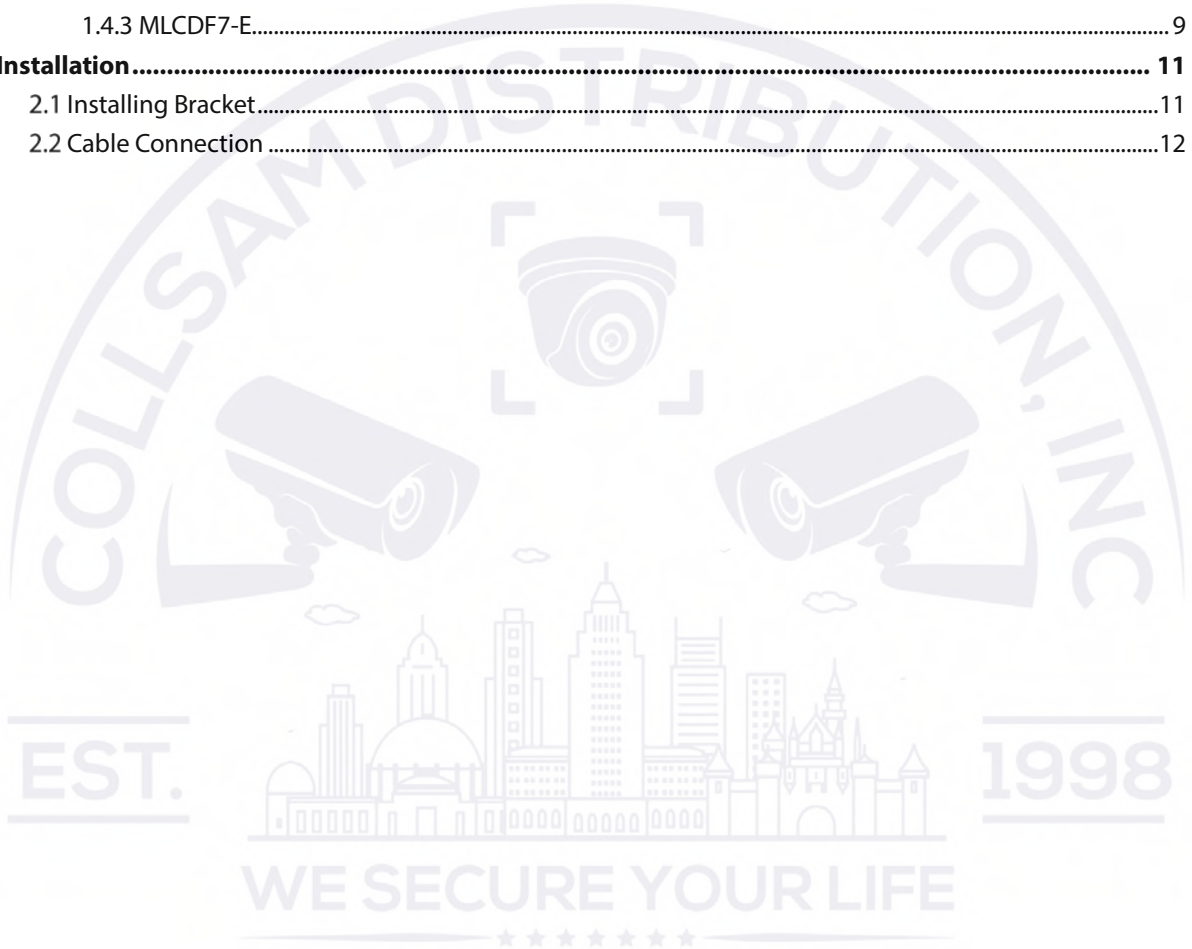 1.4.3 MLCDF7-E.......... 9
Installation.......... 11
2.1 Installing Bracket.......... 11
2.2 Cable Connection .......... 12
COLLSAM DISTRIBUTION, INC
EST.
1998
WE SECURE YOUR LIFE